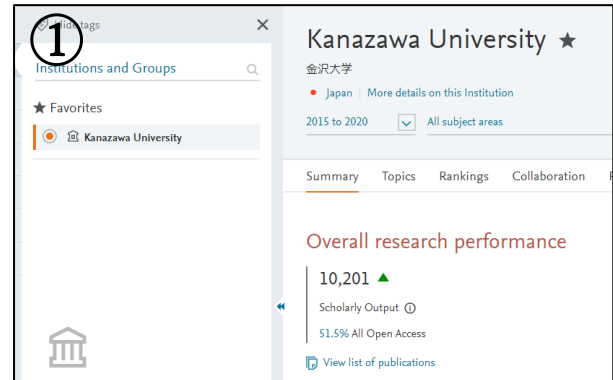 ①
Hide tags
Institutions and Groups
Favorites
Kanazawa University
Kanazawa University
金沢大学
Japan | More details on this Institution
2015 to 2020 All subject areas
Summary Topics Rankings Collaboration
Overall research performance
10,201
Scholarly Output
51.5% All Open Access
View list of publications